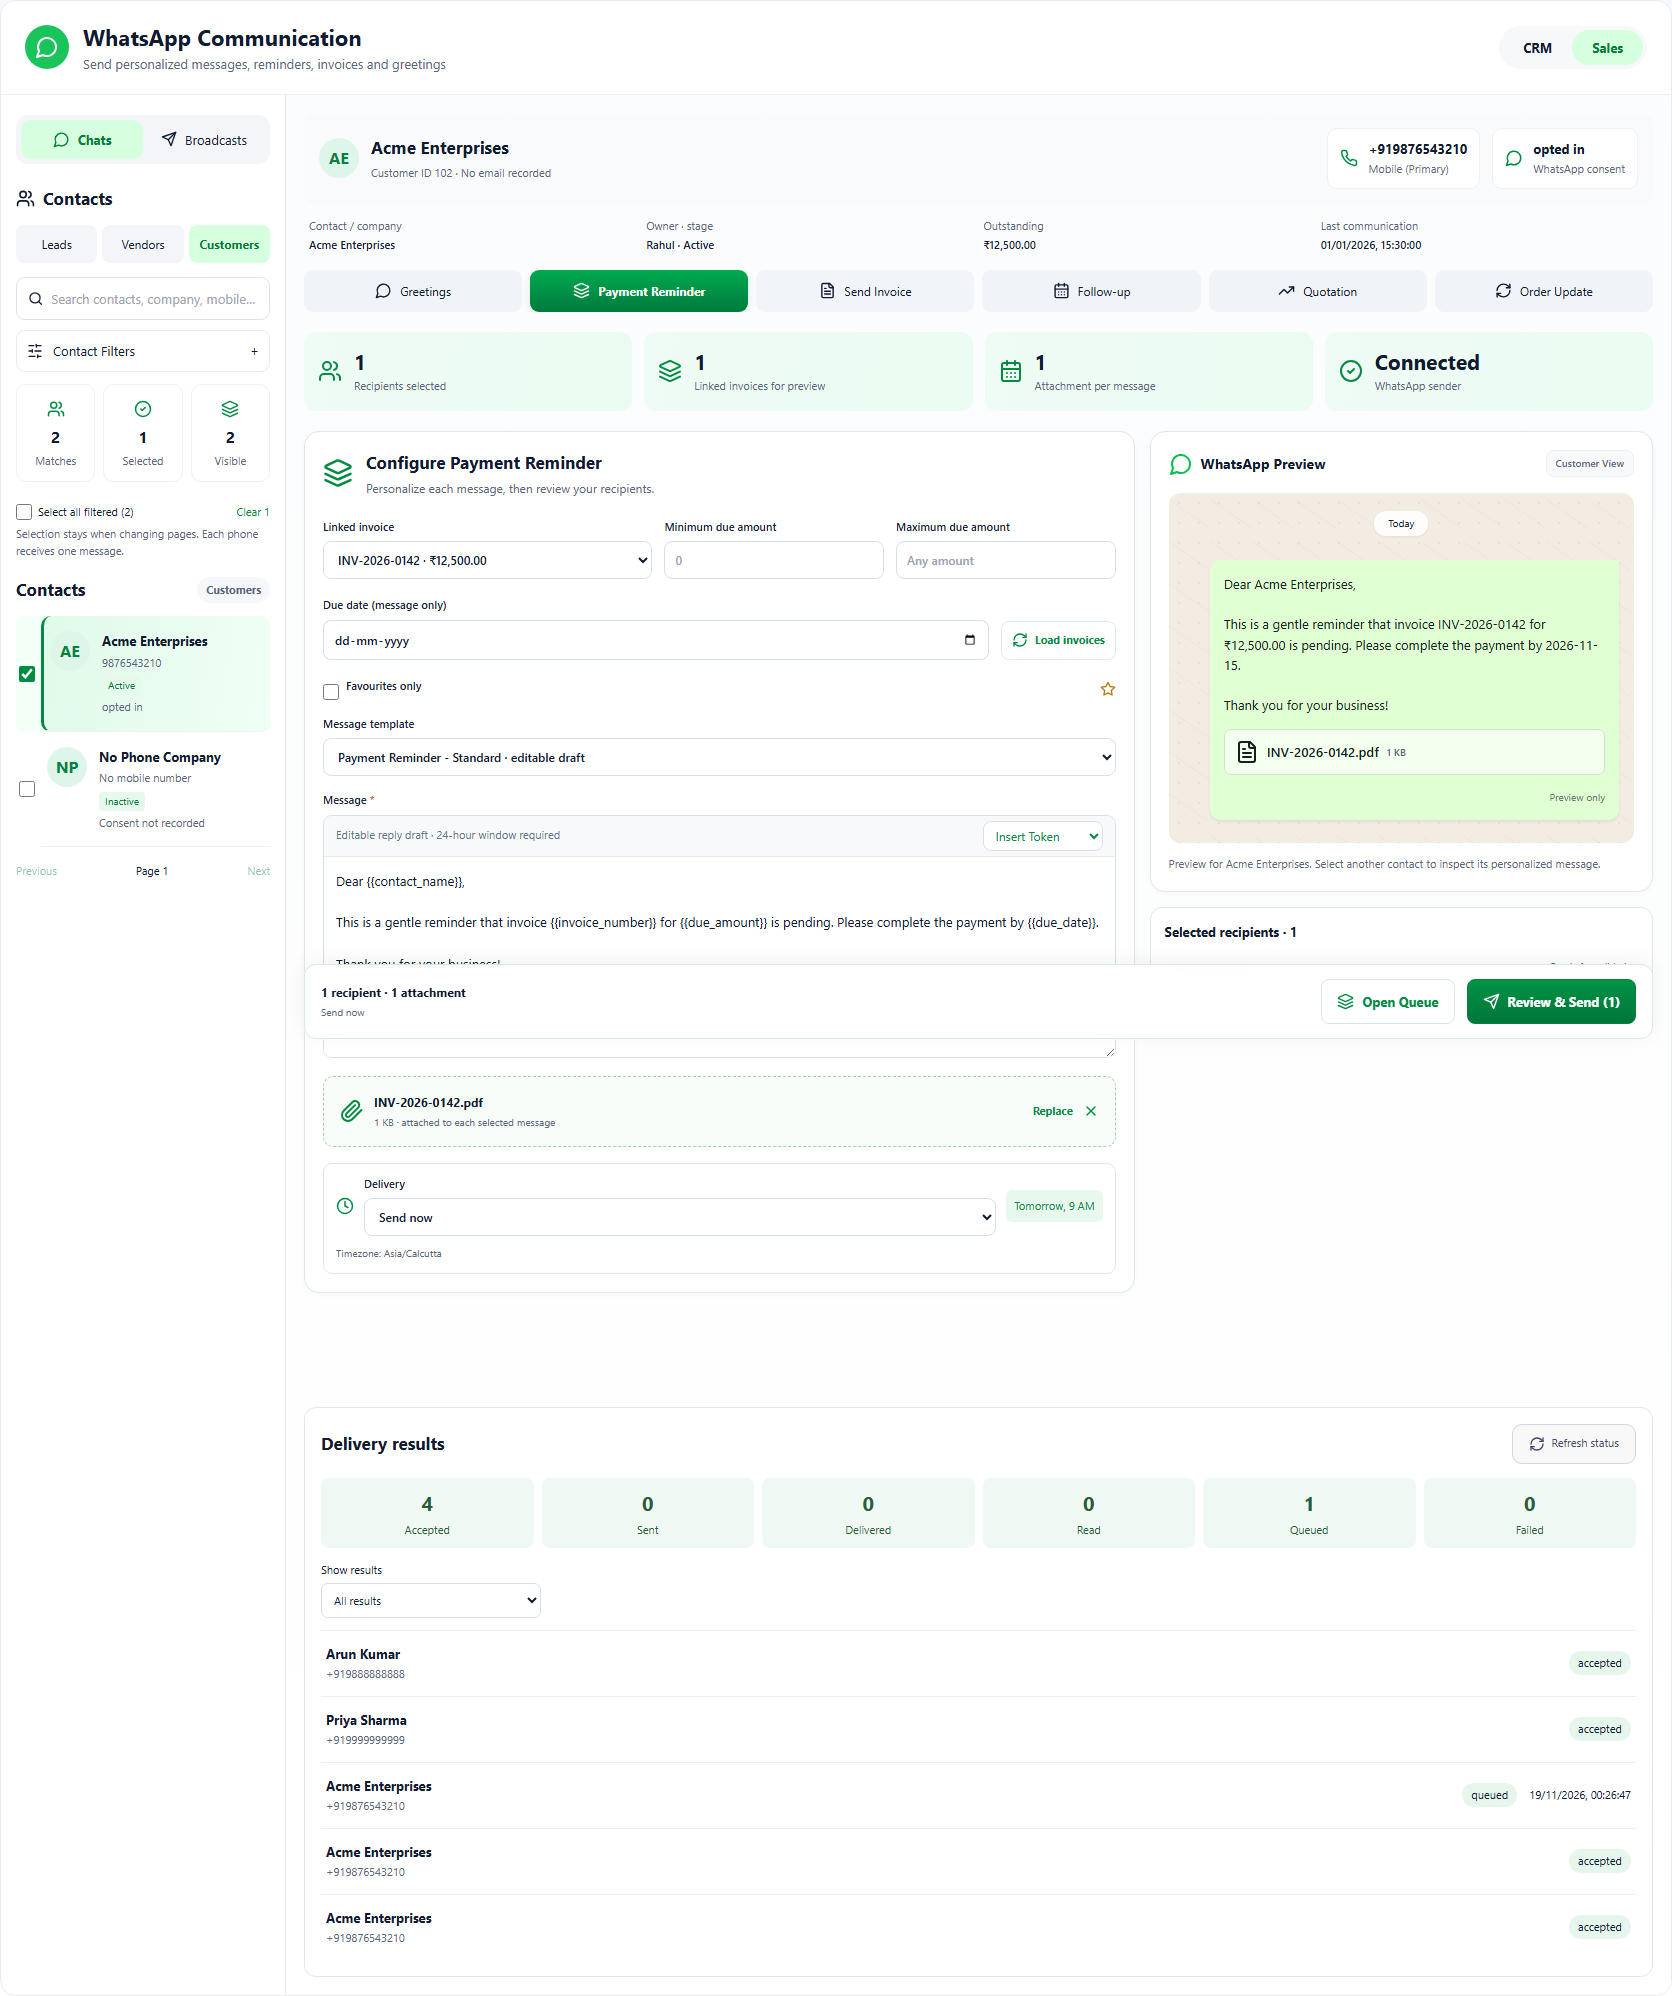 WhatsApp Communication
Send personalized messages, reminders, invoices and greetings
CRM
Sales
Chats
Broadcasts
Contacts
Leads
Vendors
Customers
Search contacts, company, mobile...
Contact Filters
+
2
Matches
1
Selected
2
Visible
Select all filtered (2)
Clear 1
Selection stays when changing pages. Each phone
receives one message.
Contacts
Customers
AE
Acme Enterprises
9876543210
Active
opted in
NP
No Phone Company
No mobile number
Inactive
Consent not recorded
Previous
Page 1
Next
AE
Acme Enterprises
Customer ID 102 · No email recorded
+919876543210
Mobile (Primary)
opted in
WhatsApp consent
Contact / company
Acme Enterprises
Owner · stage
Rahul · Active
Outstanding
₹12,500.00
Last communication
01/01/2026, 15:30:00
Greetings
Payment Reminder
Send Invoice
Follow-up
Quotation
Order Update
1
Recipients selected
1
Linked invoices for preview
1
Attachment per message
Connected
WhatsApp sender
Configure Payment Reminder
Personalize each message, then review your recipients.
Linked invoice
INV-2026-0142 · ₹12,500.00
Minimum due amount
0
Maximum due amount
Any amount
Due date (message only)
dd-mm-yyyy
Load invoices
Favourites only
Message template
Payment Reminder - Standard · editable draft
Message *
Editable reply draft · 24-hour window required
Insert Token
Dear {{contact_name}},
This is a gentle reminder that invoice {{invoice_number}} for {{due_amount}} is pending. Please complete the payment by {{due_date}}.
Thank you for your business!
WhatsApp Preview
Customer View
Today
Dear Acme Enterprises,
This is a gentle reminder that invoice INV-2026-0142 for
₹12,500.00 is pending. Please complete the payment by 2026-11-
15.
Thank you for your business!
INV-2026-0142.pdf 1 KB
Preview only
Preview for Acme Enterprises. Select another contact to inspect its personalized message.
Selected recipients · 1
1 recipient · 1 attachment
Send now
Open Queue
Review & Send (1)
INV-2026-0142.pdf
1 KB · attached to each selected message
Replace
Delivery
Send now
Tomorrow, 9 AM
Timezone: Asia/Calcutta
Delivery results
Refresh status
4
Accepted
0
Sent
0
Delivered
0
Read
1
Queued
0
Failed
Show results
All results
Arun Kumar
+919888888888
accepted
Priya Sharma
+919999999999
accepted
Acme Enterprises
+919876543210
queued
19/11/2026, 00:26:47
Acme Enterprises
+919876543210
accepted
Acme Enterprises
+919876543210
accepted